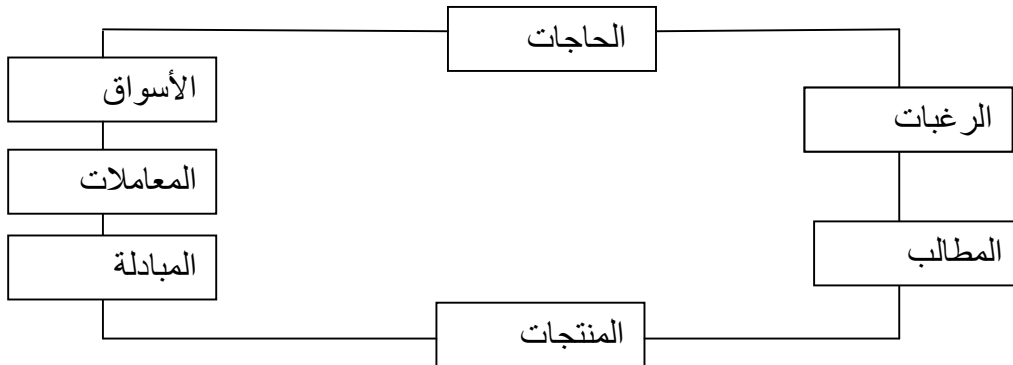 الحاجات
الأسواق
الرغبات
المعاملات
المطالب
المبادلة
المنتجات